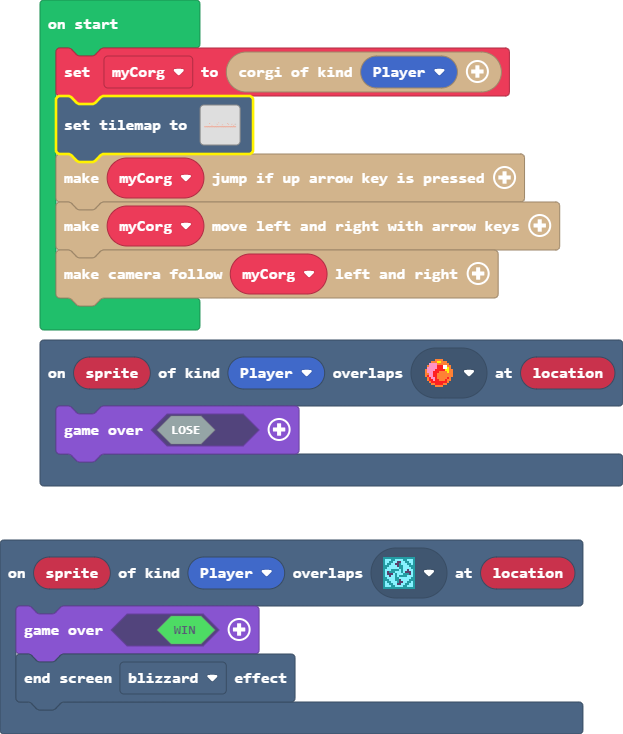 on start
set myCorg to corgi of kind Player
set tilemap to
make myCorg jump if up arrow key is pressed
make myCorg move left and right with arrow keys
make camera follow myCorg left and right
on sprite of kind Player overlaps at location
game over LOSE
on sprite of kind Player overlaps at location
game over WIN
end screen blizzard effect